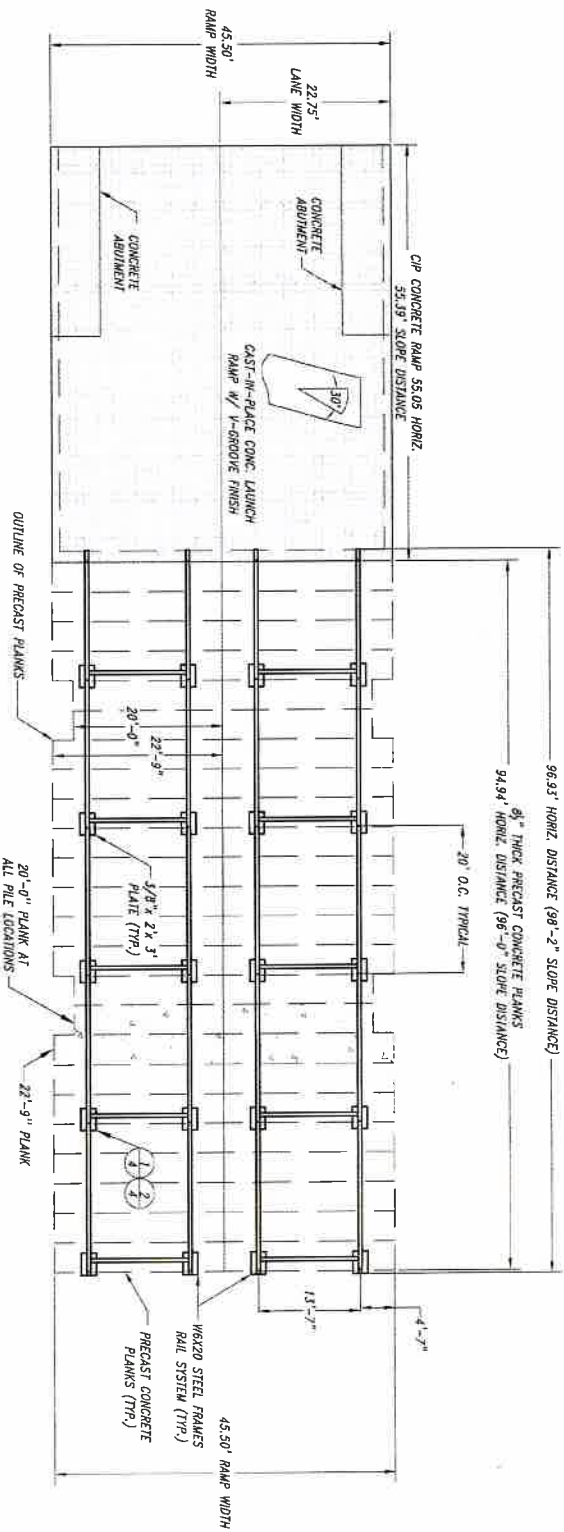 45.50'
RAMP WIDTH
22.75'
LANE WIDTH
CIP CONCRETE RAMP 55.05 HORIZ.
55.39' SLOPE DISTANCE
CONCRETE
ABUTMENT
CONCRETE
ABUTMENT
30°
CAST-IN-PLACE CONC. LAUNCH
RAMP W/ V-GROOVE FINISH
96.93' HORIZ. DISTANCE (98'-2" SLOPE DISTANCE)
THICK PRECAST CONCRETE PLANKS
94.94' HORIZ. DISTANCE (96'-0" SLOPE DISTANCE)
20' O.C. TYPICAL
OUTLINE OF PRECAST PLANKS
20'-0"
22'-9"
5/8" x 2' x 3'
PLATE (TYP.)
20'-0" PLANK AT
ALL PILE LOCATIONS
22'-9" PLANK
1
4
2
4
13'-7"
4'-7"
W6X20 STEEL FRAMES
RAIL SYSTEM (TYP.)
PRECAST CONCRETE
PLANKS (TYP.)
45.50' RAMP WIDTH